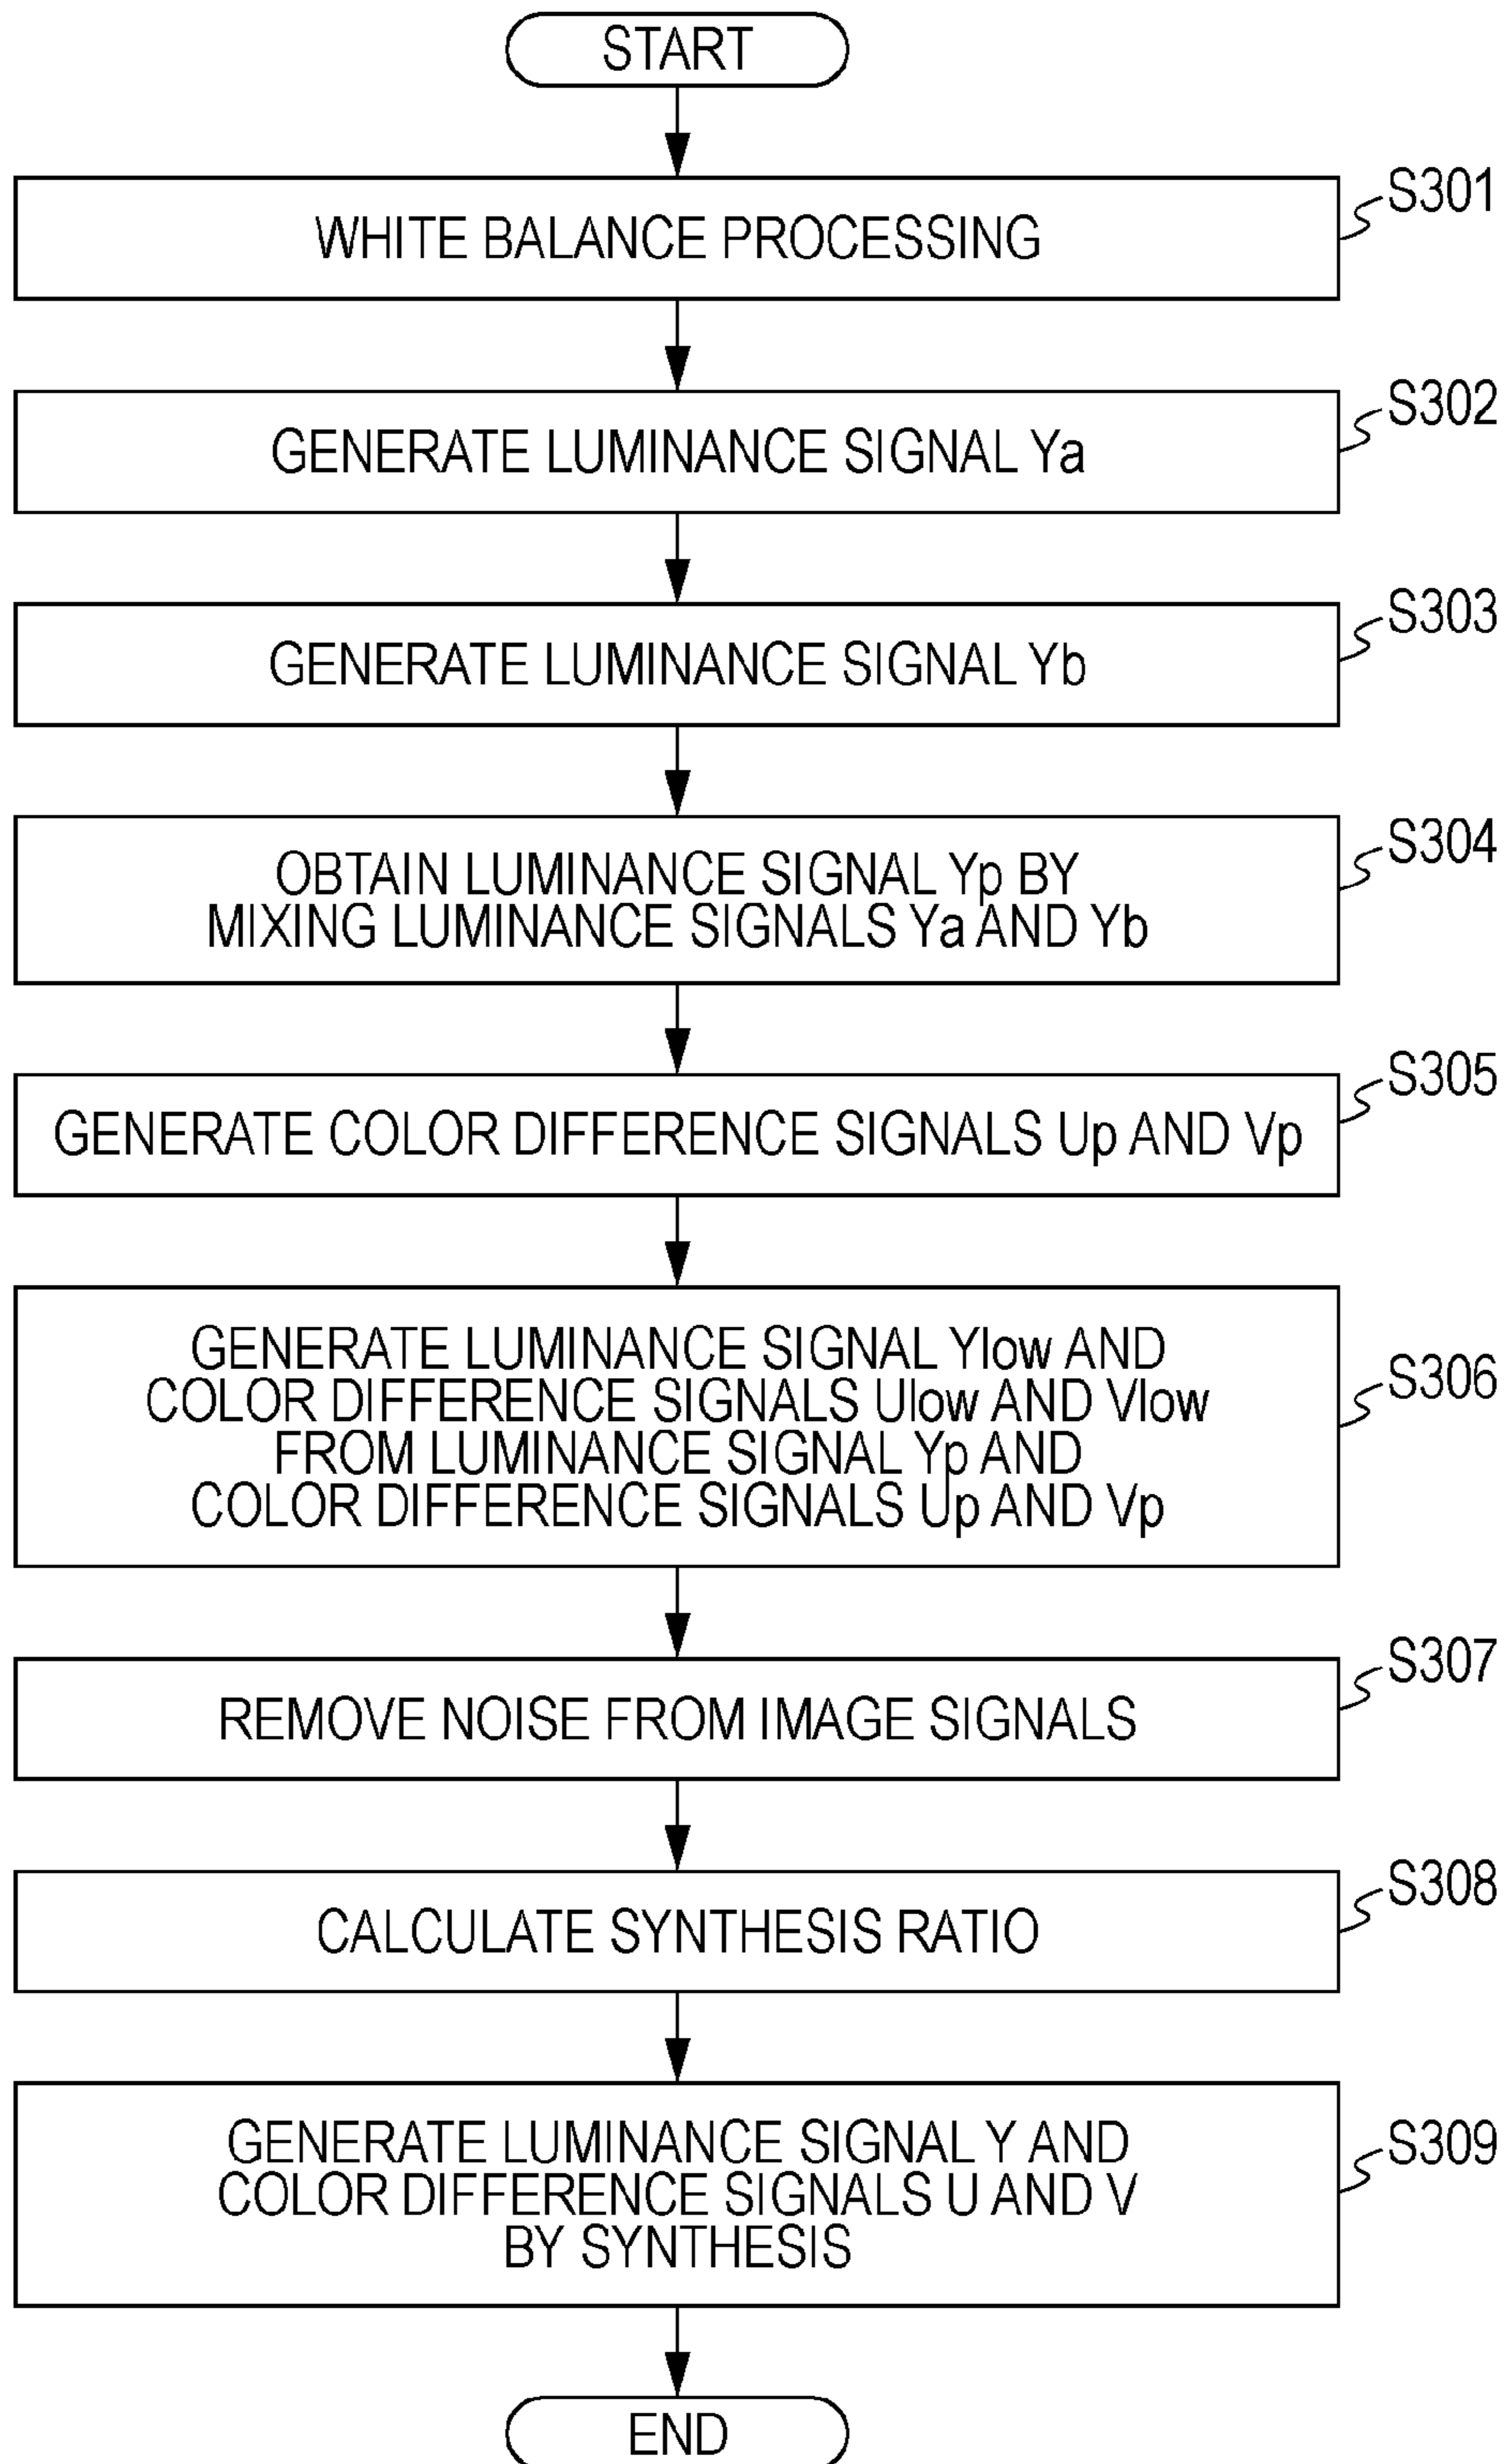 START
WHITE BALANCE PROCESSING
S301
GENERATE LUMINANCE SIGNAL Ya
S302
GENERATE LUMINANCE SIGNAL Yb
S303
OBTAIN LUMINANCE SIGNAL Yp BY
MIXING LUMINANCE SIGNALS Ya AND Yb
S304
GENERATE COLOR DIFFERENCE SIGNALS Up AND Vp
S305
GENERATE LUMINANCE SIGNAL Ylow AND
COLOR DIFFERENCE SIGNALS Ulow AND Vlow
FROM LUMINANCE SIGNAL Yp AND
COLOR DIFFERENCE SIGNALS Up AND Vp
S306
REMOVE NOISE FROM IMAGE SIGNALS
S307
CALCULATE SYNTHESIS RATIO
S308
GENERATE LUMINANCE SIGNAL Y AND
COLOR DIFFERENCE SIGNALS U AND V
BY SYNTHESIS
S309
END